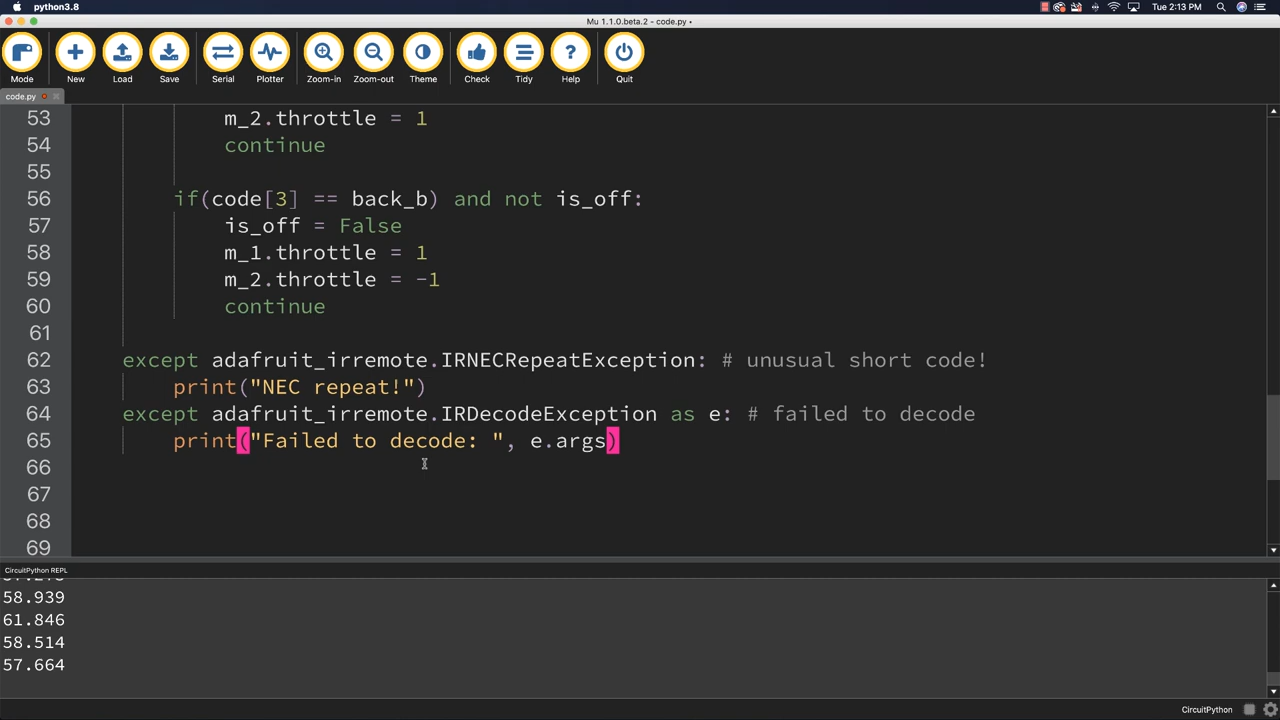 python3.8
Tue 2:13 PM
Mu 1.1.0.beta.2 - code.py •
Mode New Load Save Serial Plotter Zoom-in Zoom-out Theme Check Tidy Help Quit
code.py
53 m_2.throttle = 1
54 continue
55
56 if(code[3] == back_b) and not is_off:
57 is_off = False
58 m_1.throttle = 1
59 m_2.throttle = -1
60 continue
61
62 except adafruit_irremote.IRNECRepeatException: # unusual short code!
63 print("NEC repeat!")
64 except adafruit_irremote.IRDecodeException as e: # failed to decode
65 print("Failed to decode: ", e.args)
66
67
68
69
CircuitPython REPL
58.939
61.846
58.514
57.664
CircuitPython